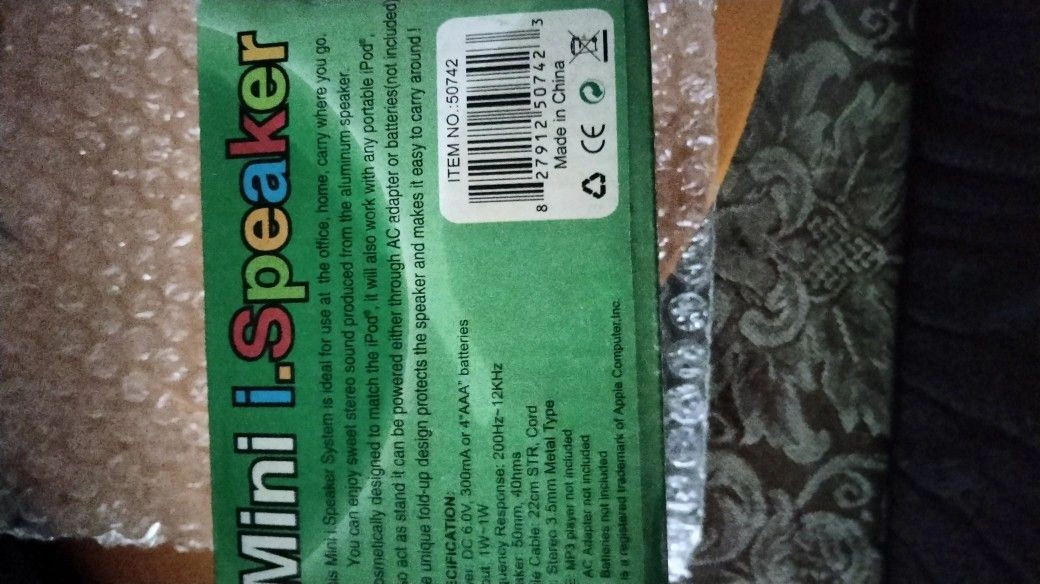 Mini i.Speaker
is Mini I Speaker System is ideal for use at the office, home, carry where you go.
You can enjoy sweet stereo sound produced from the aluminum speaker.
osmetically designed to match the iPod®, it will also work with any portable iPod®,
so act as stand it can be powered either through AC adapter or batteries(not included)
e unique fold-up design protects the speaker and makes it easy to carry around !
ECIFICATION:
er: DC 6.0V, 300mA or 4*AAA" batteries
out: 1W~1W
quency Response: 200Hz~12KHz
aker: 50mm, 4Ohms
le Cable: 22cm STR, Cord
Stereo 3.5mm Metal Type
E: MP3 player not included
AC Adapter not included
Batteries not included
is a registered trademark of Apple Computer,Inc.
ITEM NO.:50742
8 27912 50742 3
Made in China
CE